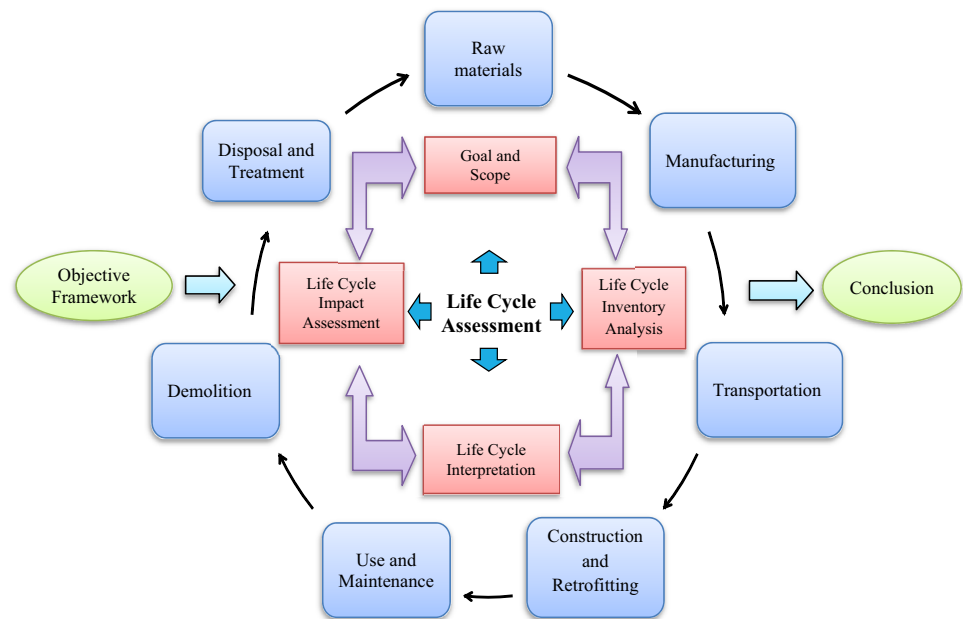 Raw
materials
Manufacturing
Disposal and
Treatment
Goal and
Scope
Objective
Framework
Life Cycle
Impact
Assessment
Life Cycle
Assessment
Life Cycle
Inventory
Analysis
Conclusion
Demolition
Transportation
Life Cycle
Interpretation
Use and
Maintenance
Construction
and
Retrofitting